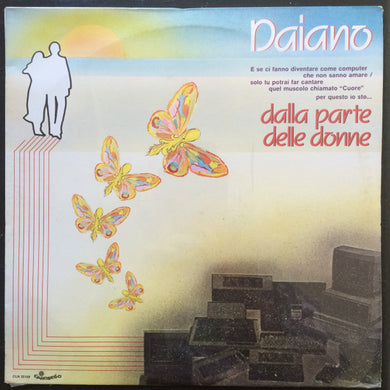 Daiano
E se ci fanno diventare come computer
che non sanno amare /
solo tu potrai far cantare
quel muscolo chiamato "Cuore"
per questo io sto...
dalla parte
delle donne